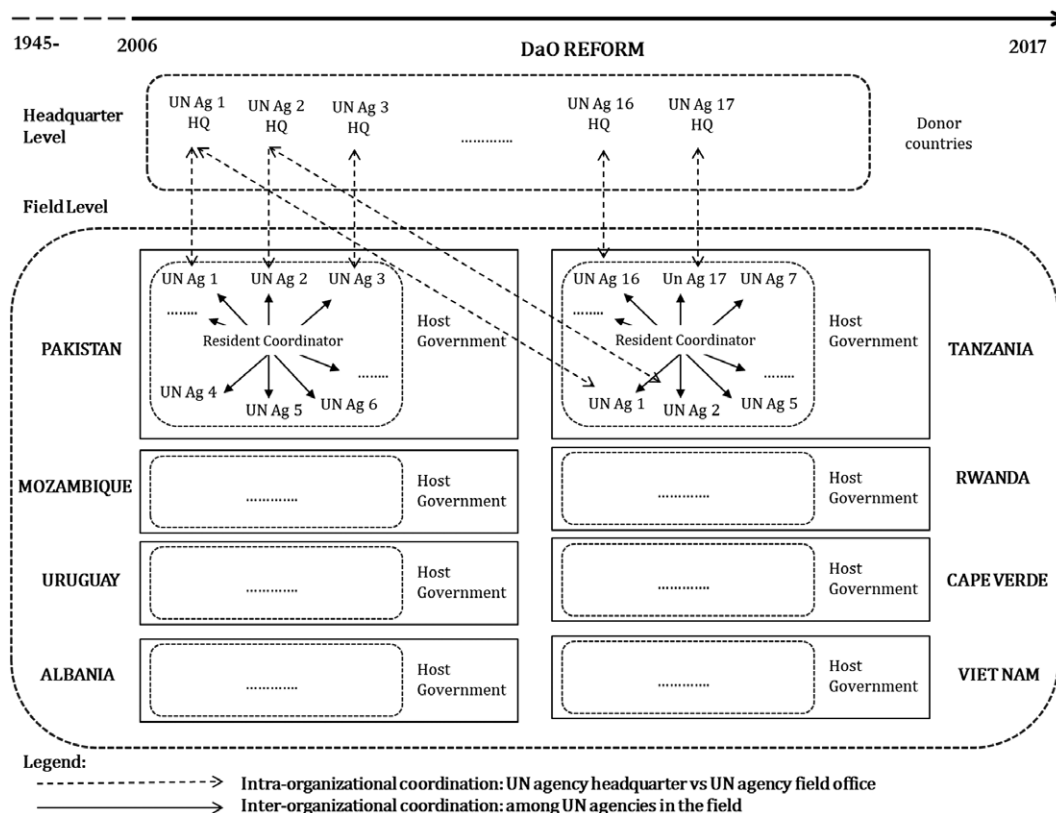 1945-
2006
DaO REFORM
2017
Headquarter
Level
UN Ag 1
HQ
UN Ag 2
HQ
UN Ag 3
HQ
.............
UN Ag 16
HQ
UN Ag 17
HQ
Donor
countries
Field Level
PAKISTAN
UN Ag 1
UN Ag 2
UN Ag 3
........
Resident Coordinator
........
UN Ag 4
UN Ag 5
UN Ag 6
Host
Government
UN Ag 16
Un Ag 17
UN Ag 7
........
Resident Coordinator
........
UN Ag 1
UN Ag 2
UN Ag 5
Host
Government
TANZANIA
MOZAMBIQUE
.............
Host
Government
.............
Host
Government
RWANDA
URUGUAY
.............
Host
Government
.............
Host
Government
CAPE VERDE
ALBANIA
.............
Host
Government
.............
Host
Government
VIET NAM
Legend:
Intra-organizational coordination: UN agency headquarter vs UN agency field office
Inter-organizational coordination: among UN agencies in the field